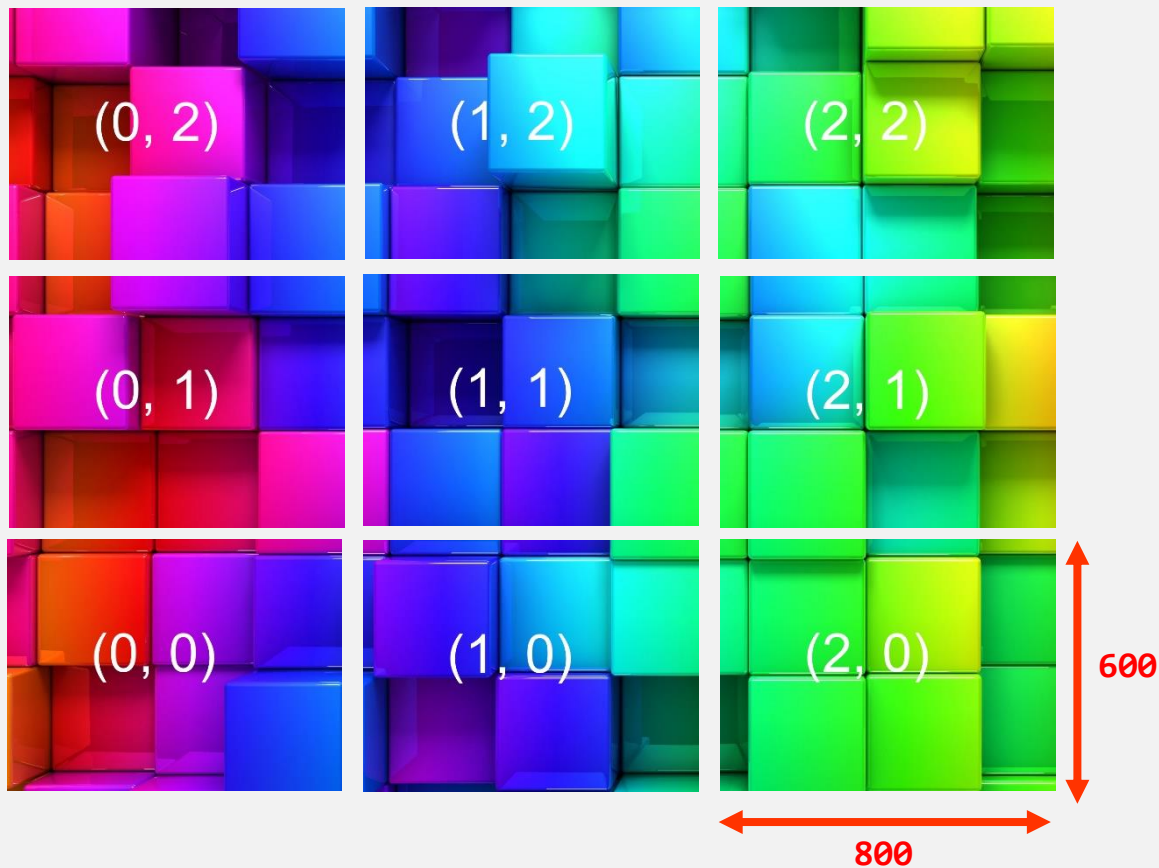 (0, 2) (1, 2) (2, 2)
(0, 1) (1, 1) (2, 1)
(0, 0) (1, 0) (2, 0)
600
800